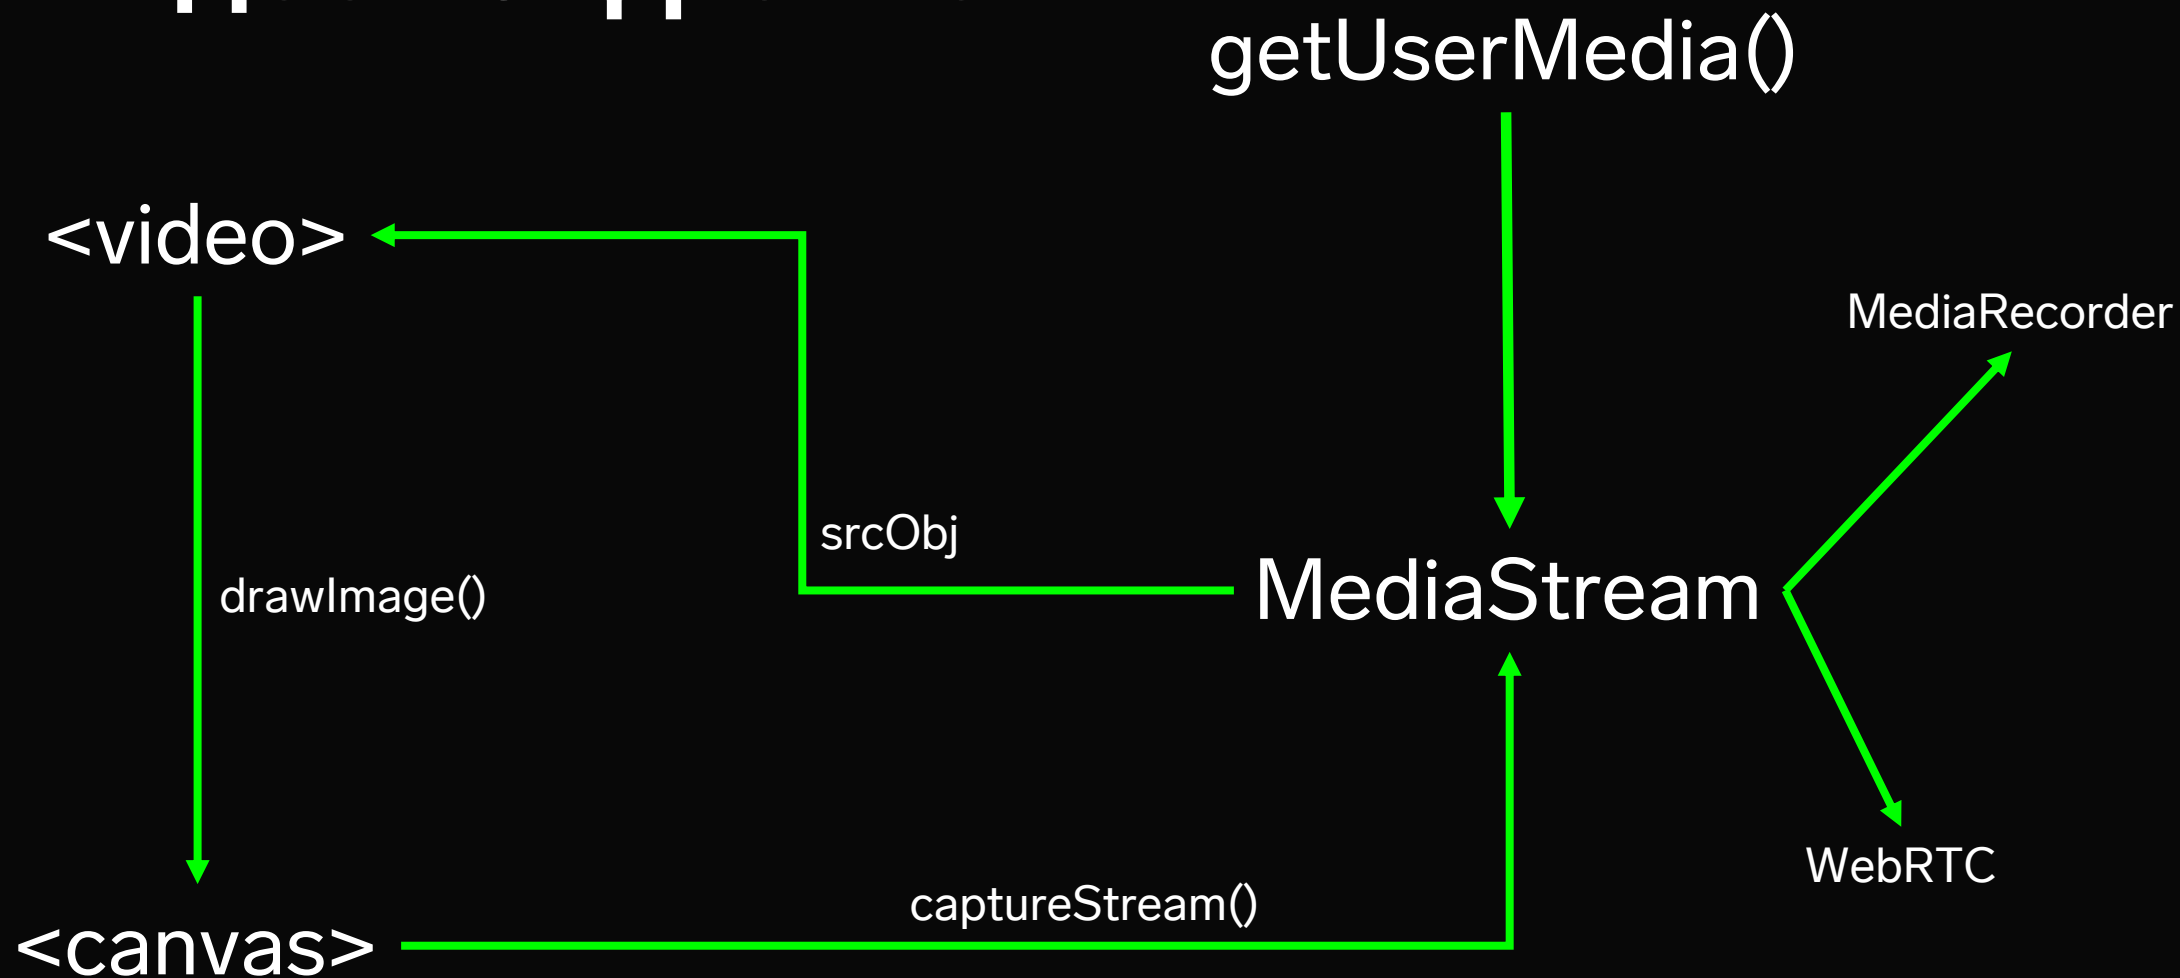 getUserMedia()
<video>
MediaRecorder
srcObj
MediaStream
drawImage()
WebRTC
captureStream()
<canvas>